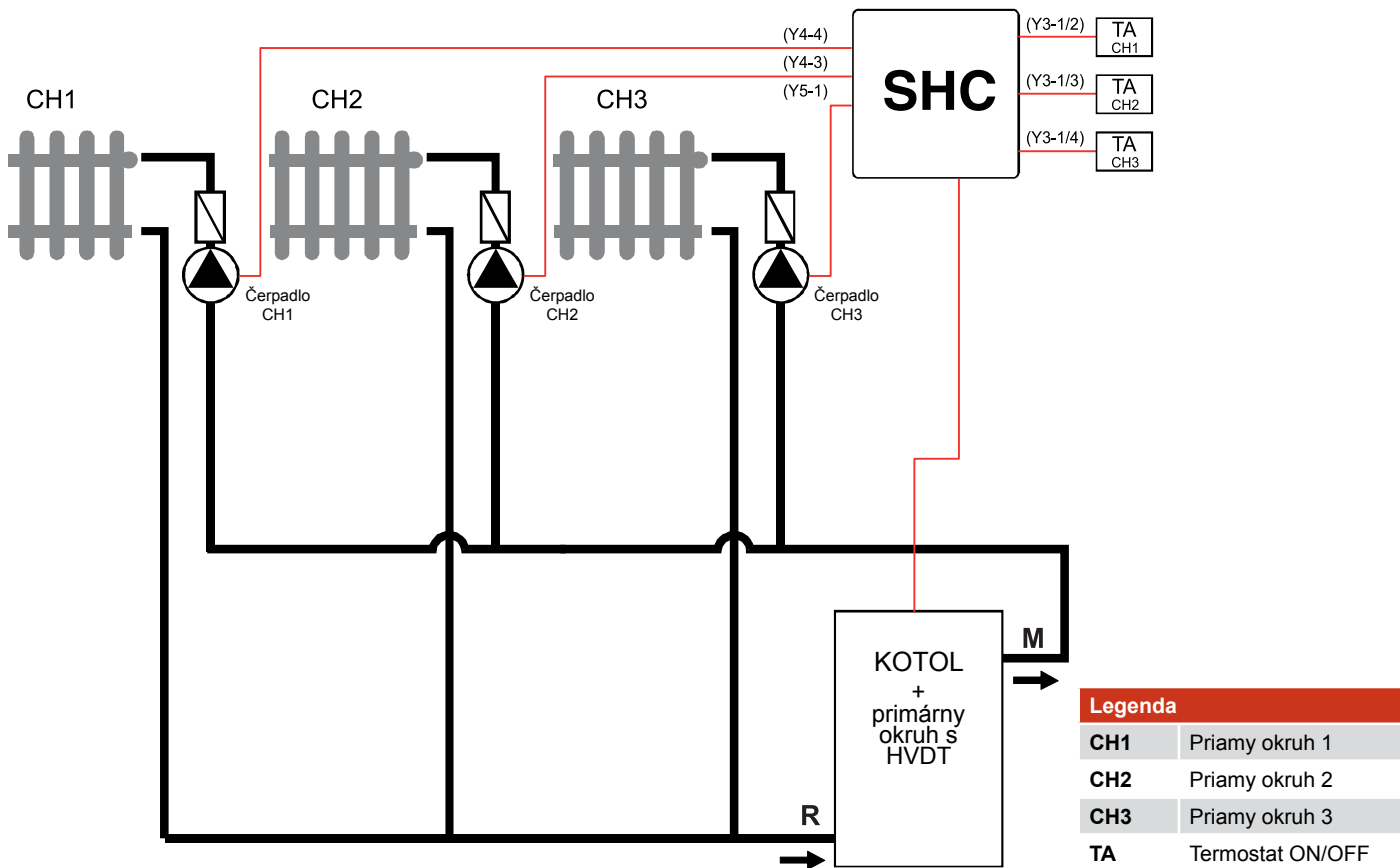 (Y4-4)
(Y4-3)
(Y5-1)
SHC
(Y3-1/2)
TA
CH1
(Y3-1/3)
TA
CH2
(Y3-1/4)
TA
CH3
CH1
CH2
CH3
Čerpadlo
CH1
Čerpadlo
CH2
Čerpadlo
CH3
KOTOL
+
primárny
okruh s
HVDT
M
R
Legenda
CH1 Priamy okruh 1
CH2 Priamy okruh 2
CH3 Priamy okruh 3
TA Termostat ON/OFF